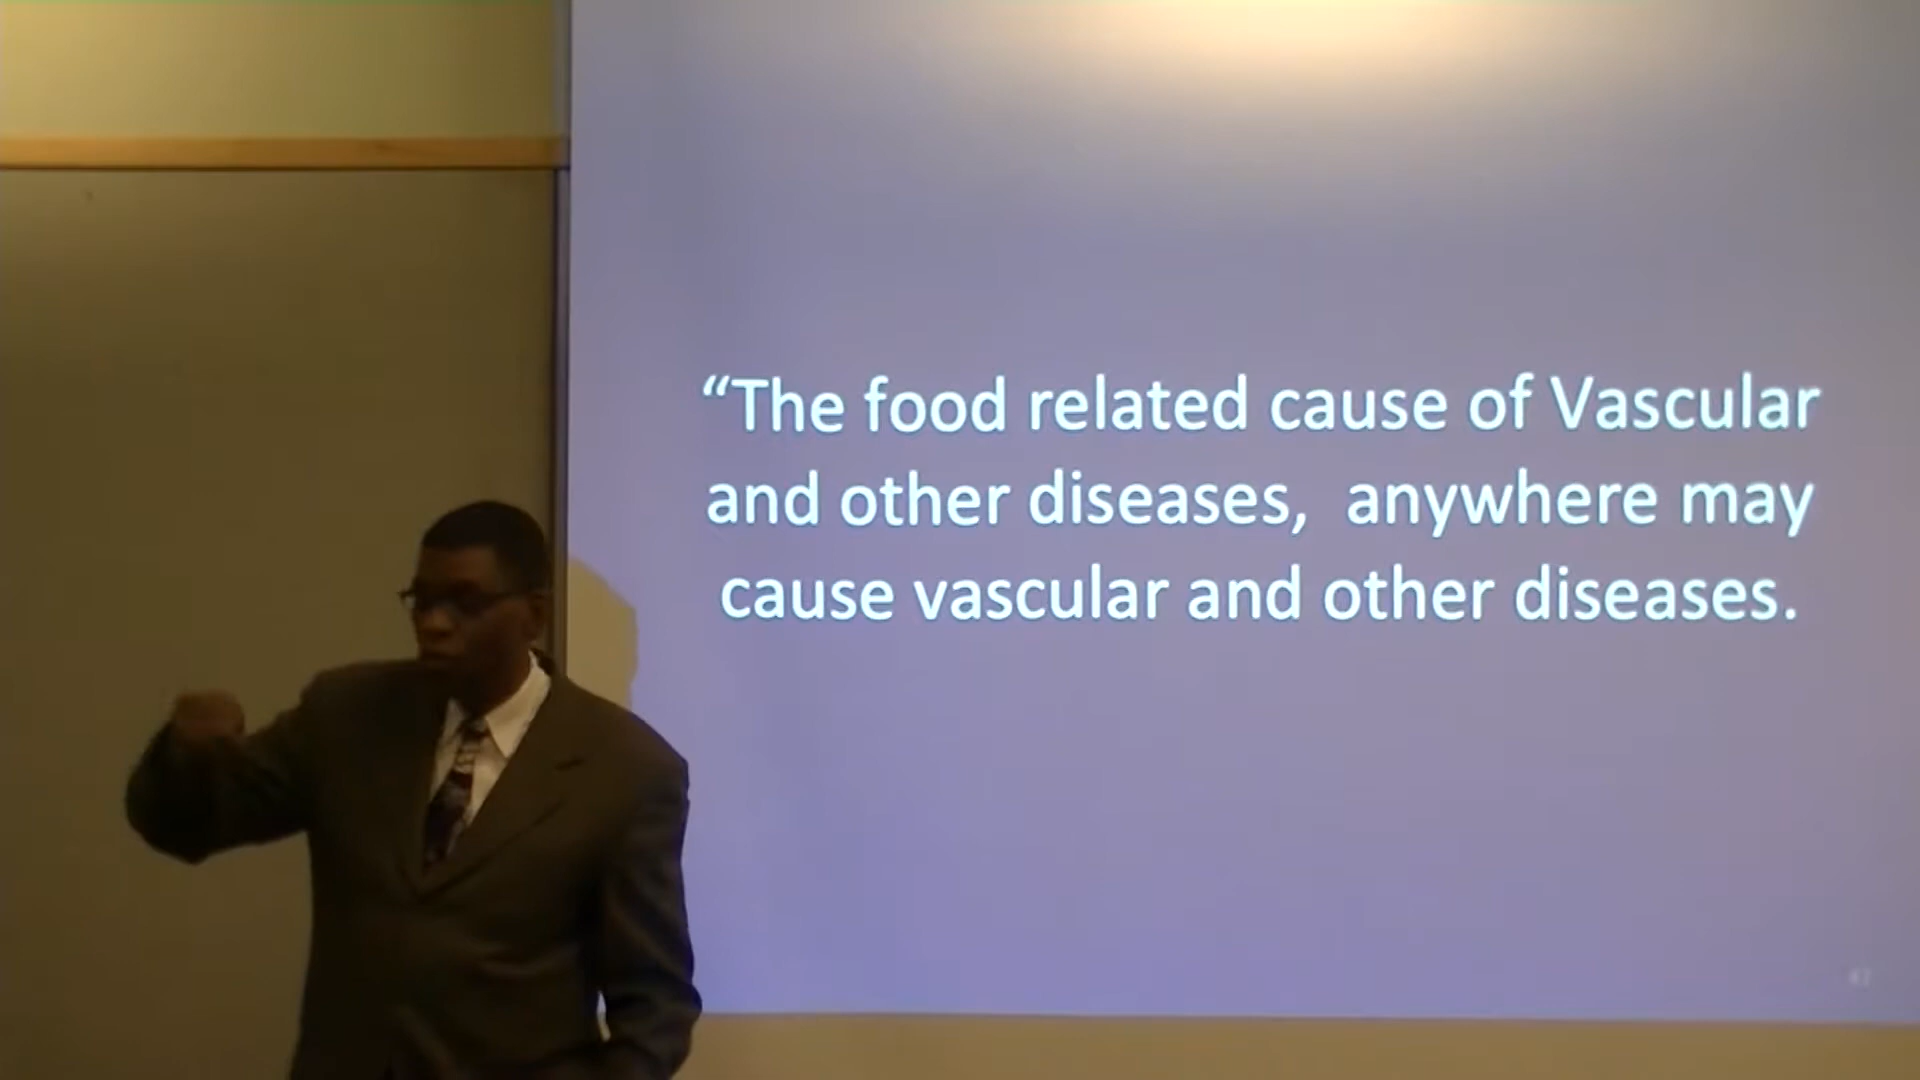 “The food related cause of Vascular
and other diseases, anywhere may
cause vascular and other diseases.